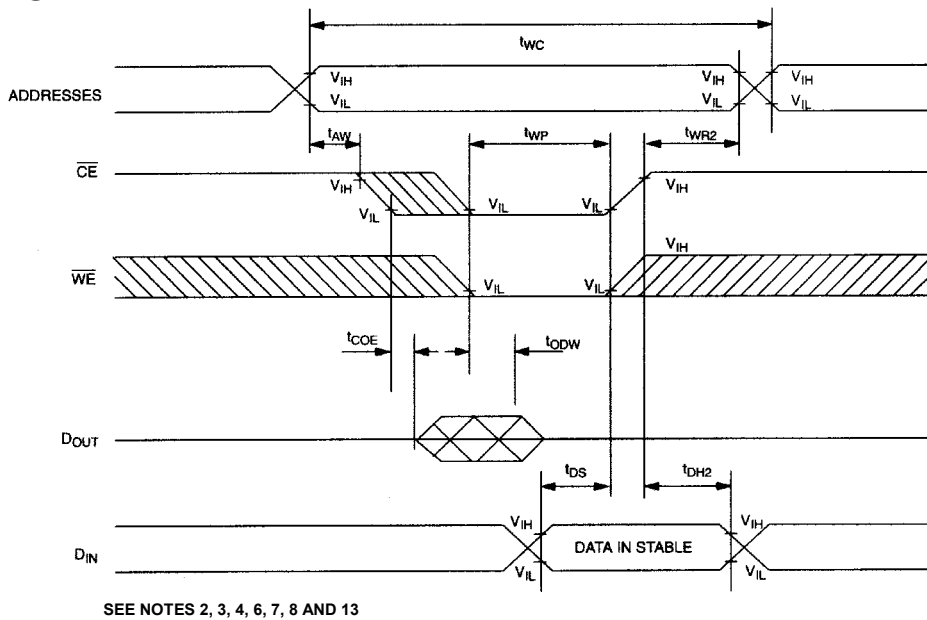 tWC
ADDRESSES
VIH
VIL
VIH
VIL
VIH
VIL
tAW
tWP
tWR2
CE
VIH
VIL
VIL
VIL
VIH
WE
VIL
VIL
VIH
tCOE
tODW
DOUT
tDS
tDH2
DIN
VIH
VIL
DATA IN STABLE
VIH
VIL
SEE NOTES 2, 3, 4, 6, 7, 8 AND 13